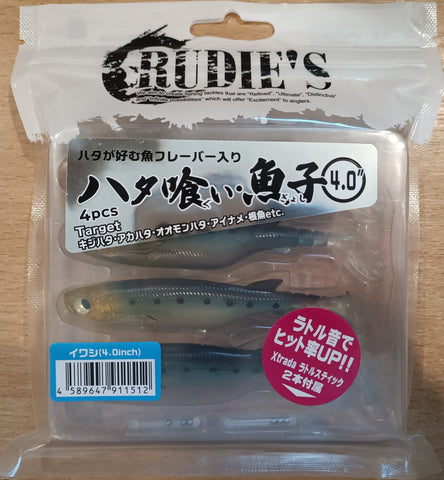 RUDIE'S
ハタが好む魚フレーバー入り
ハタ喰い・魚子 4.0"
ぐ ぎょし
4pcs
Target
キジハタ・アカハタ・オオモンハタ・アイナメ・根魚etc.
ラトル音で
ヒット率UP!!
Xtrada ラトルスティック
2本付属
イワシ(4.0inch)
4 589647 911512